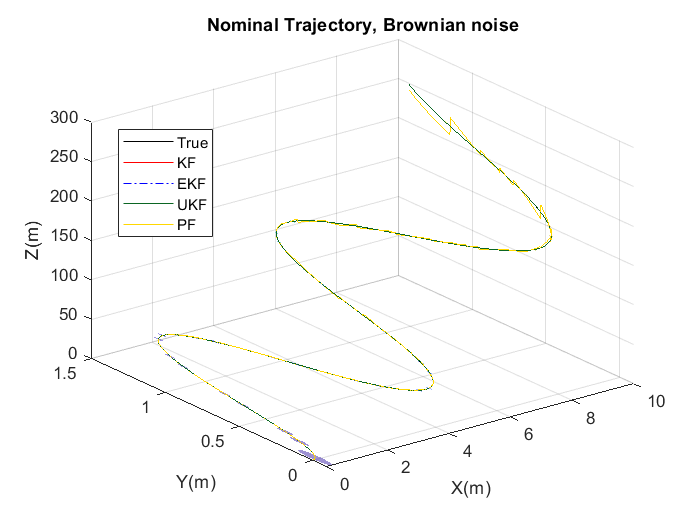 Nominal Trajectory, Brownian noise
300
250
200
150
100
50
0
Z(m)
True
KF
EKF
UKF
PF
1.5
1
0.5
0
Y(m)
0
2
4
6
8
10
X(m)